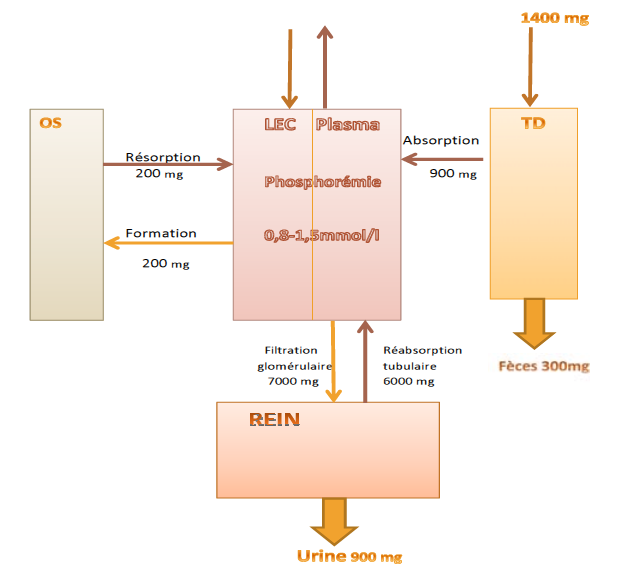 1400 mg
OS
LEC Plasma
TD
Absorption
900 mg
Résorption
200 mg
Phosphorémie
0,8-1,5mmol/l
Formation
200 mg
Filtration
glomérulaire
7000 mg
Réabsorption
tubulaire
6000 mg
Fèces 300mg
REIN
Urine 900 mg